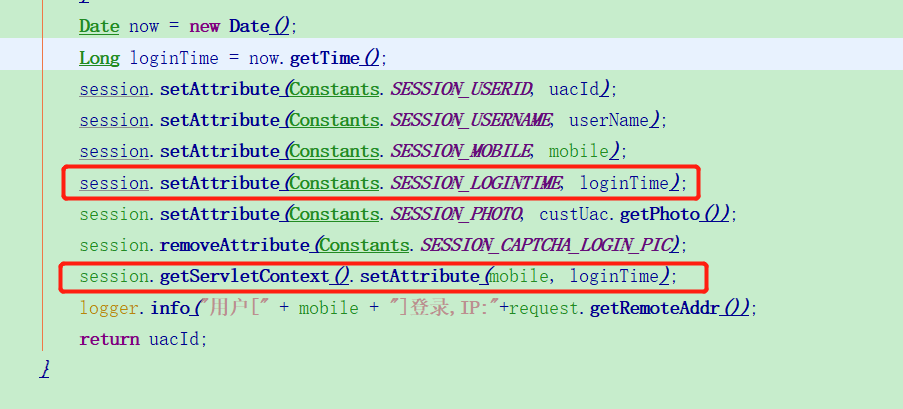 Date now = new Date();
Long loginTime = now.getTime();
session.setAttribute(Constants.SESSION_USERID, uacId);
session.setAttribute(Constants.SESSION_USERNAME, userName);
session.setAttribute(Constants.SESSION_MOBILE, mobile);
session.setAttribute(Constants.SESSION_LOGINTIME, loginTime);
session.setAttribute(Constants.SESSION_PHOTO, custUac.getPhoto());
session.removeAttribute(Constants.SESSION_CAPTCHA_LOGIN_PIC);
session.getServletContext().setAttribute(mobile, loginTime);
logger.info("用户[" + mobile + "]登录,IP:"+request.getRemoteAddr());
return uacId;
}